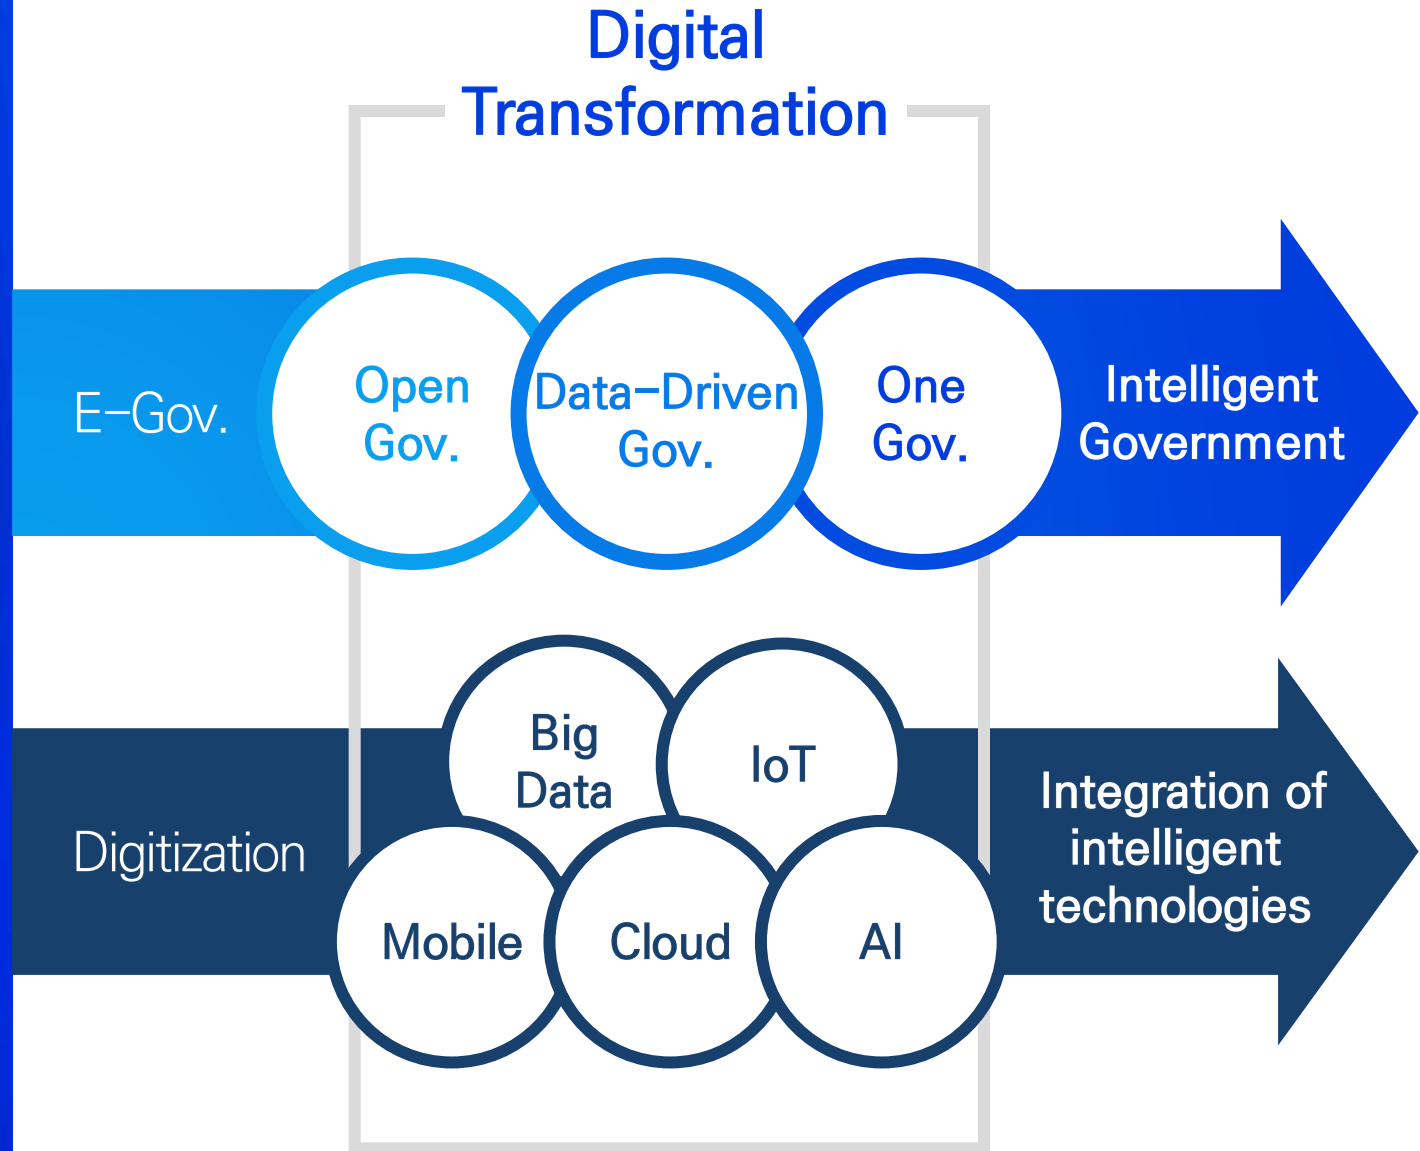 Digital
Transformation
E-Gov.
Open
Gov.
Data-Driven
Gov.
One
Gov.
Intelligent
Government
Digitization
Big
Data
IoT
Mobile
Cloud
AI
Integration of
intelligent
technologies